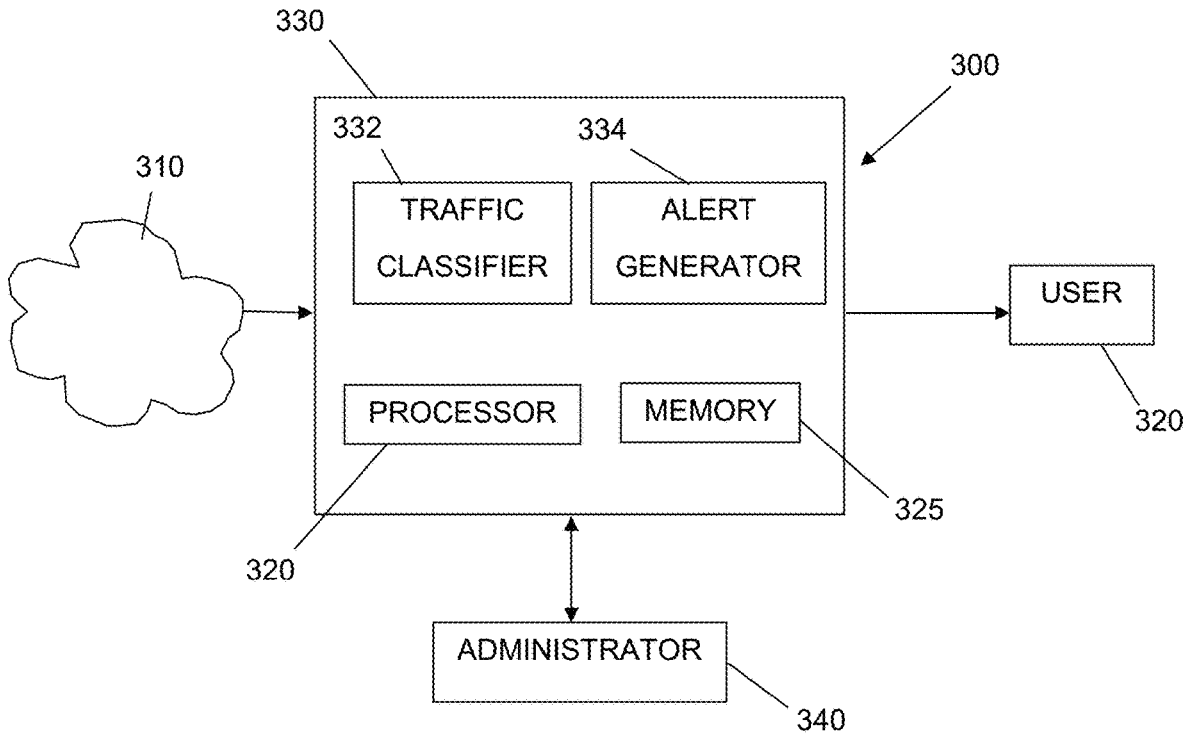 330
300
332
334
310
TRAFFIC
CLASSIFIER
ALERT
GENERATOR
USER
320
PROCESSOR
MEMORY
325
320
ADMINISTRATOR
340